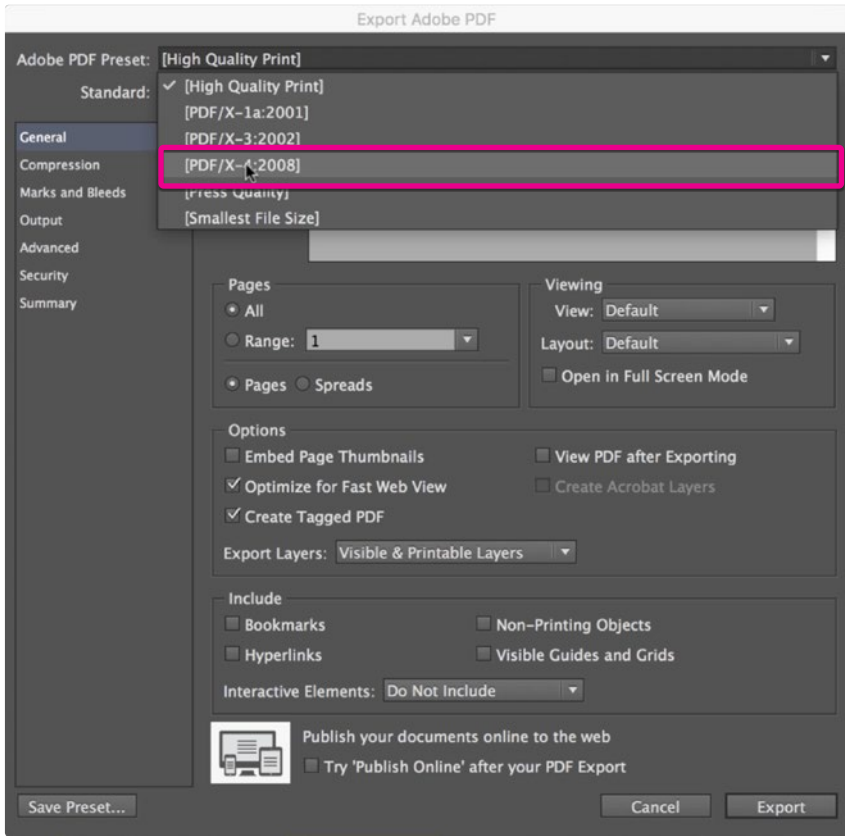 Export Adobe PDF
Adobe PDF Preset: [High Quality Print]
Standard:
[High Quality Print]
[PDF/X-1a:2001]
[PDF/X-3:2002]
[PDF/X-4:2008]
[Press Quality]
[Smallest File Size]
General
Compression
Marks and Bleeds
Output
Advanced
Security
Summary
Pages
All
Range: 1
Pages Spreads
Viewing
View: Default
Layout: Default
Open in Full Screen Mode
Options
Embed Page Thumbnails
Optimize for Fast Web View
Create Tagged PDF
View PDF after Exporting
Create Acrobat Layers
Export Layers: Visible & Printable Layers
Include
Bookmarks
Hyperlinks
Non-Printing Objects
Visible Guides and Grids
Interactive Elements: Do Not Include
Publish your documents online to the web
Try 'Publish Online' after your PDF Export
Save Preset...
Cancel
Export